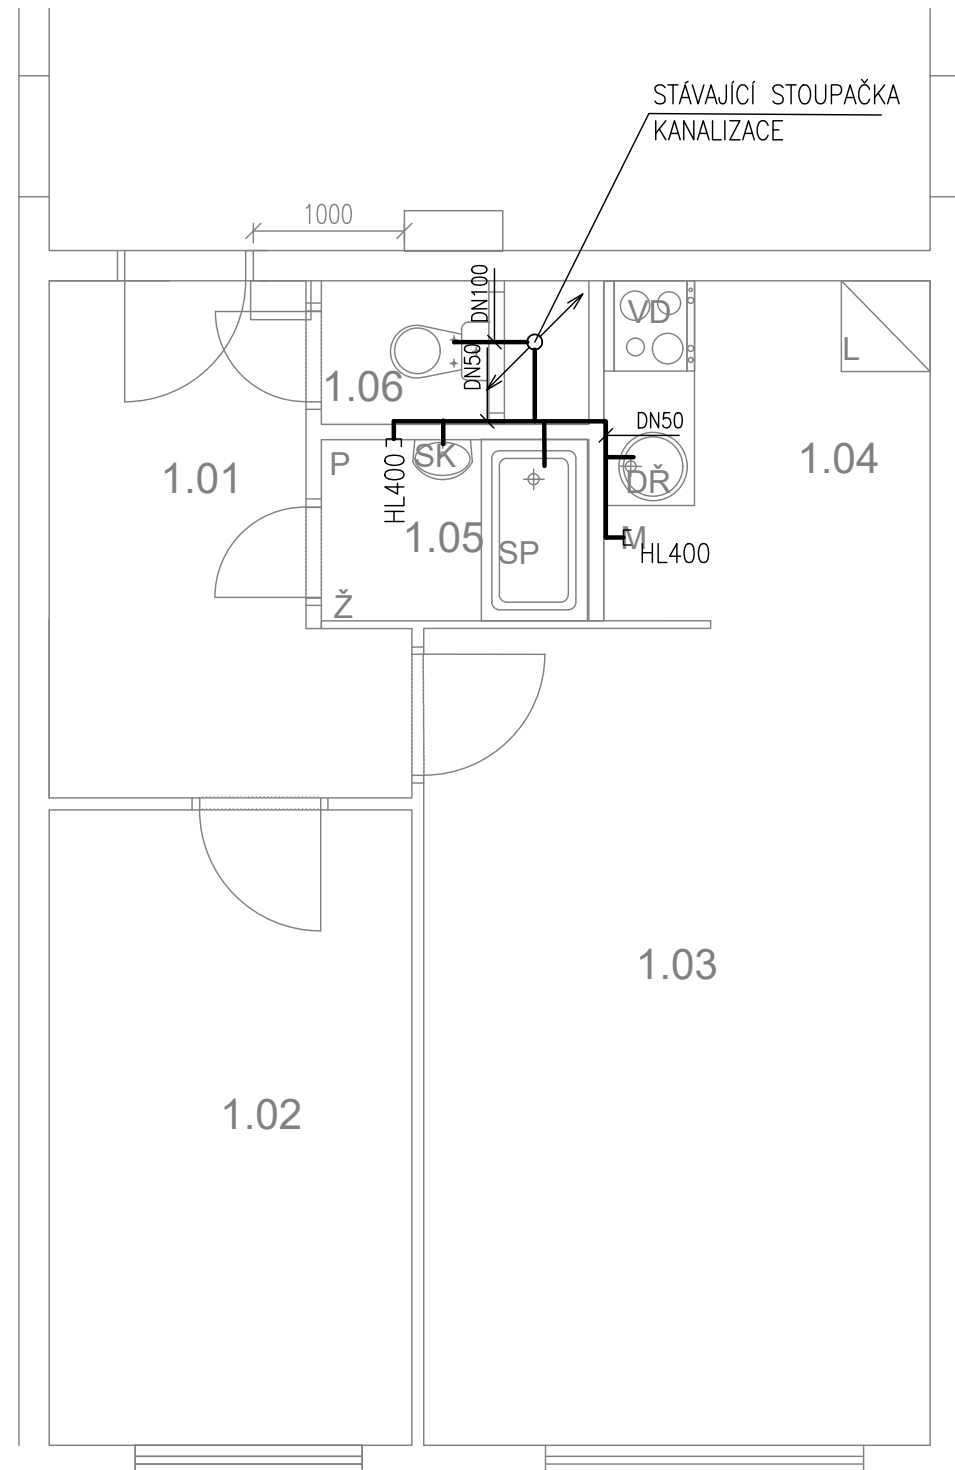 STÁVAJÍCÍ STOUPAČKA
KANALIZACE
1000
DN100
DN50
VD
L
1.06
DN50
1.01
P
SK
HL400
1.05
SP
DŘ
1.04
M
HL400
Ž
1.03
1.02